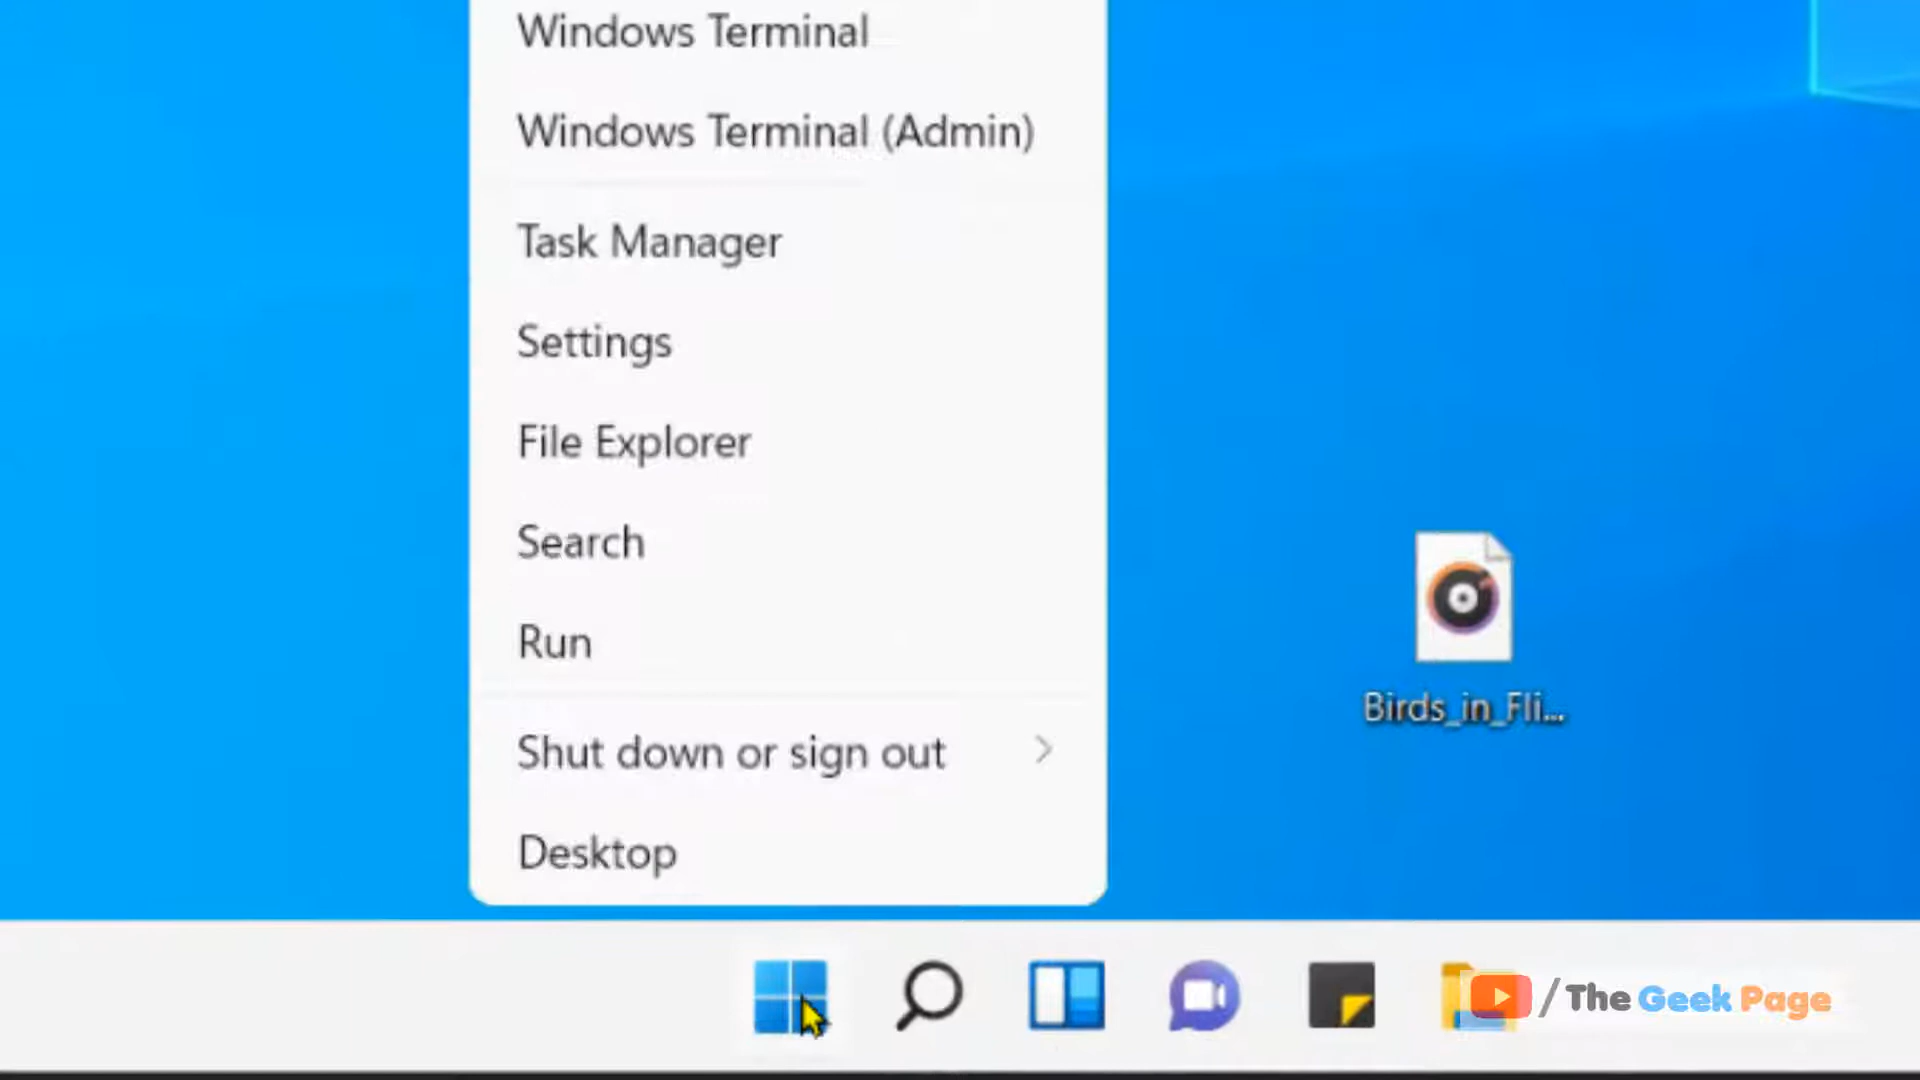 Windows Terminal
Windows Terminal (Admin)
Task Manager
Settings
File Explorer
Search
Run
Shut down or sign out
Desktop
Birds_in_Fli...
/The Geek Page